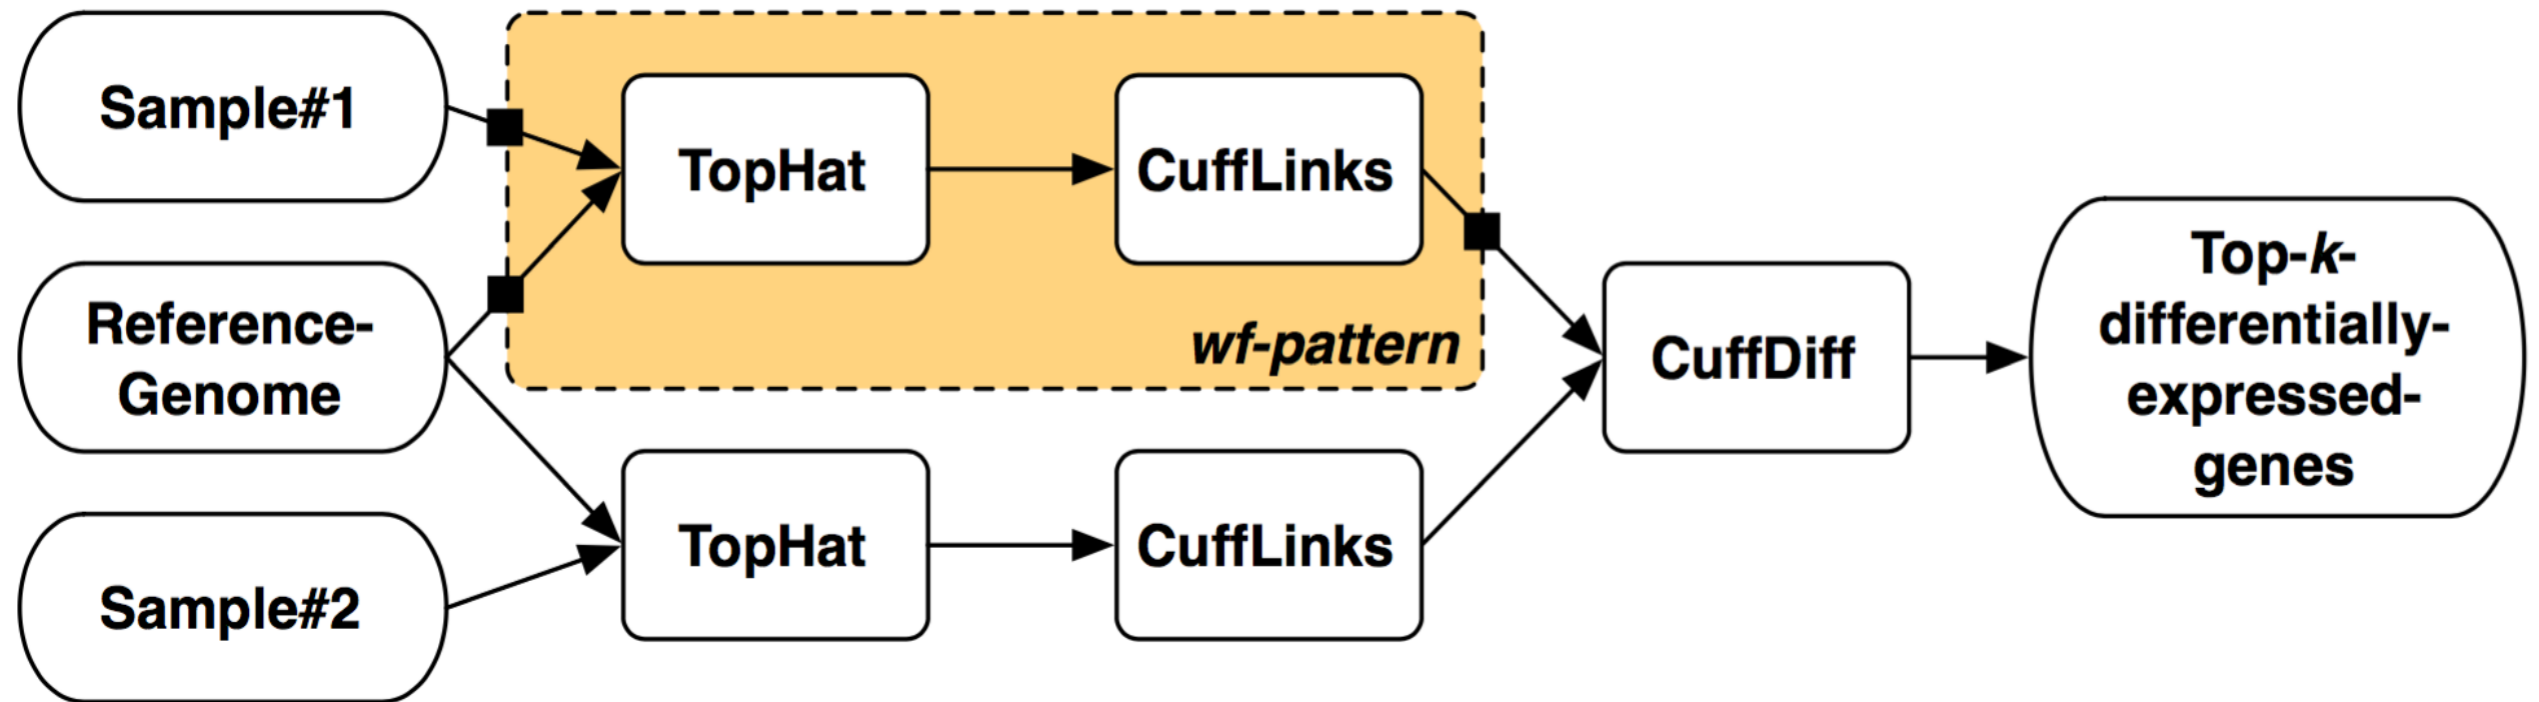 Sample#1
TopHat
CuffLinks
wf-pattern
Reference-
Genome
Sample#2
TopHat
CuffLinks
CuffDiff
Top-k-
differentially-
expressed-
genes